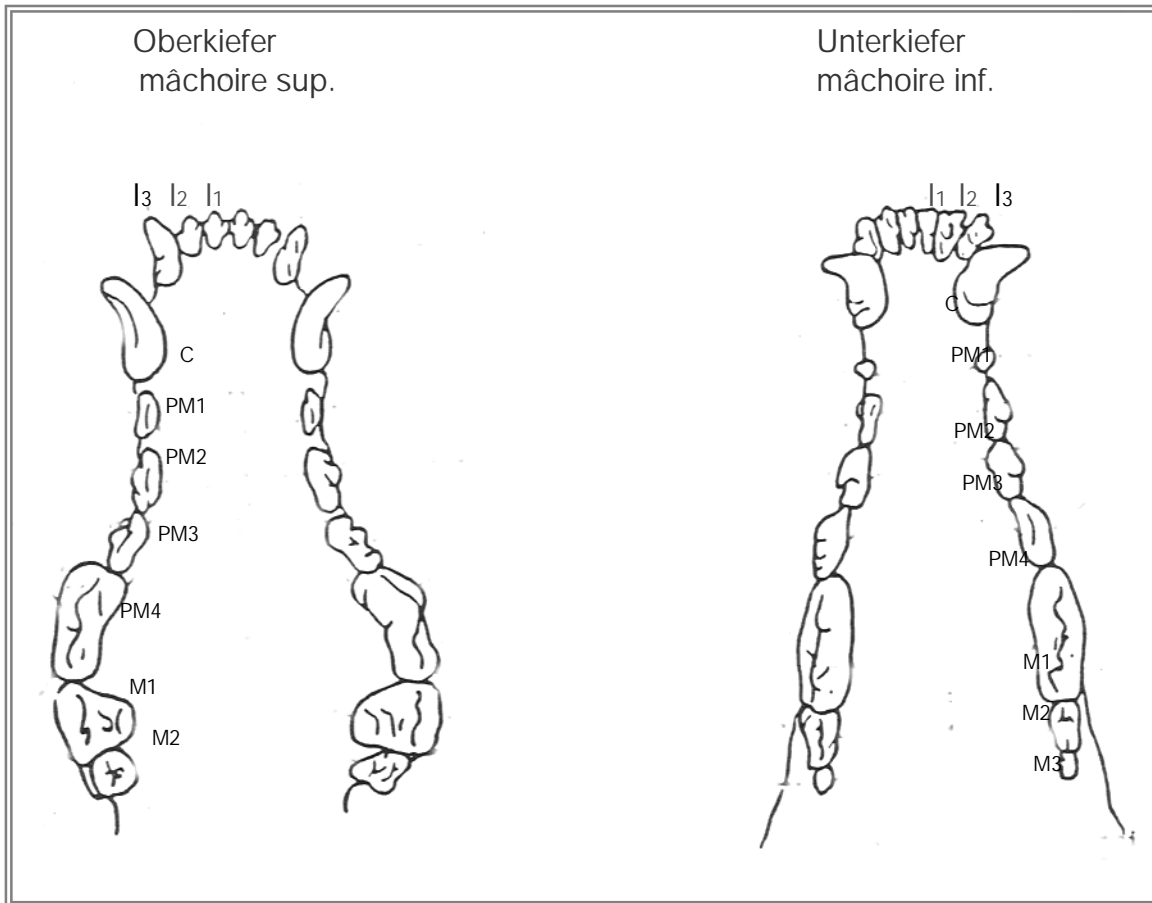 Oberkiefer
mâchoire sup.
I3 I2 I1
C
PM1
PM2
PM3
PM4
M1
M2
Unterkiefer
mâchoire inf.
I1 I2 I3
C
PM1
PM2
PM3
PM4
M1
M2
M3